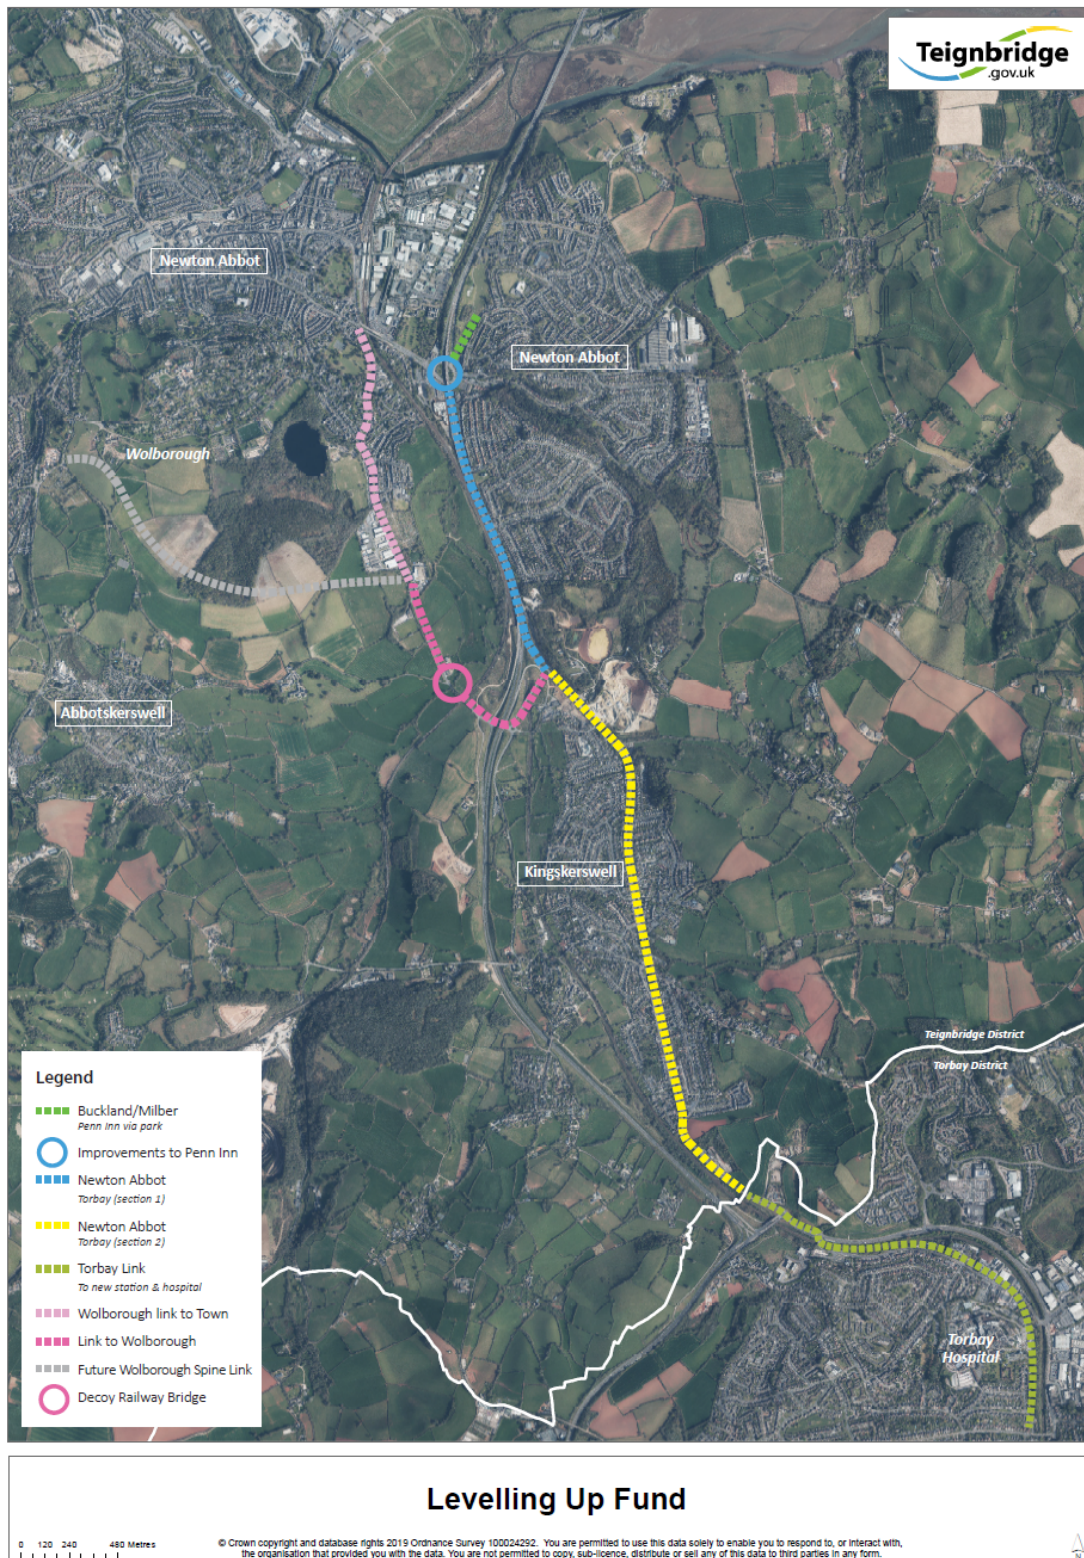 Teignbridge
.gov.uk
Newton Abbot
Newton Abbot
Wolborough
Abbotskerswell
Kingskerswell
Teignbridge District
Torbay District
Torbay
Hospital
Legend
Buckland/Milber
Penn Inn via park
Improvements to Penn Inn
Newton Abbot
Torbay (section 1)
Newton Abbot
Torbay (section 2)
Torbay Link
To new station & hospital
Wolborough link to Town
Link to Wolborough
Future Wolborough Spine Link
Decoy Railway Bridge
Levelling Up Fund
0 120 240 480 Metres
© Crown copyright and database rights 2019 Ordnance Survey 100024292. You are permitted to use this data solely to enable you to respond to, or interact with,
the organisation that provided you with the data. You are not permitted to copy, sub-licence, distribute or sell any of this data to third parties in any form.